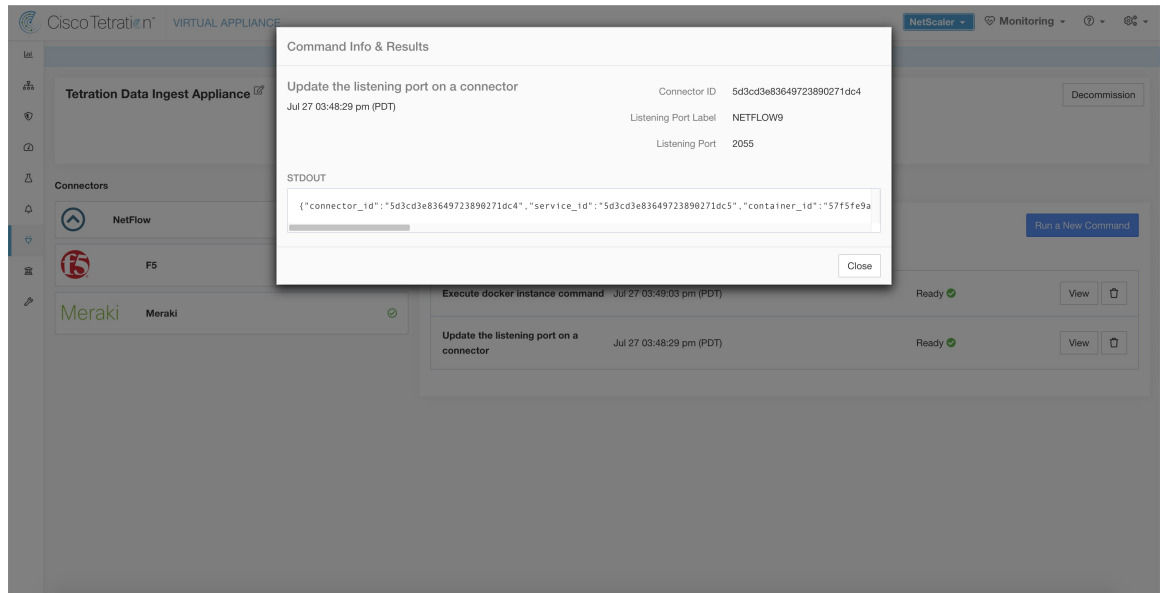 Cisco Tetration™ VIRTUAL APPLIANCE
NetScaler Monitoring
Command Info & Results
Update the listening port on a connector
Jul 27 03:48:29 pm (PDT)
Connector ID 5d3cd3e83649723890271dc4
Listening Port Label NETFLOW9
Listening Port 2055
STDOUT
{"connector_id":"5d3cd3e83649723890271dc4","service_id":"5d3cd3e83649723890271dc5","container_id":"57f5fe9a
Close
Tetration Data Ingest Appliance
Decommission
Connectors
NetFlow
f5 F5
Meraki Meraki
Run a New Command
Execute docker instance command Jul 27 03:49:03 pm (PDT) Ready View
Update the listening port on a
connector
Jul 27 03:48:29 pm (PDT) Ready View